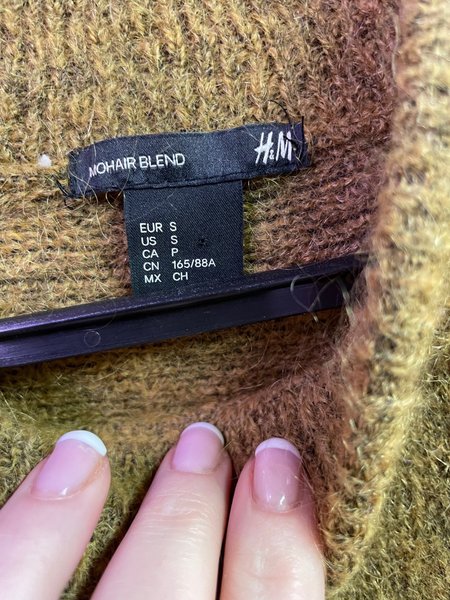 MOHAIR BLEND H&M
EUR S
US S
CA P
CN 165/88A
MX CH